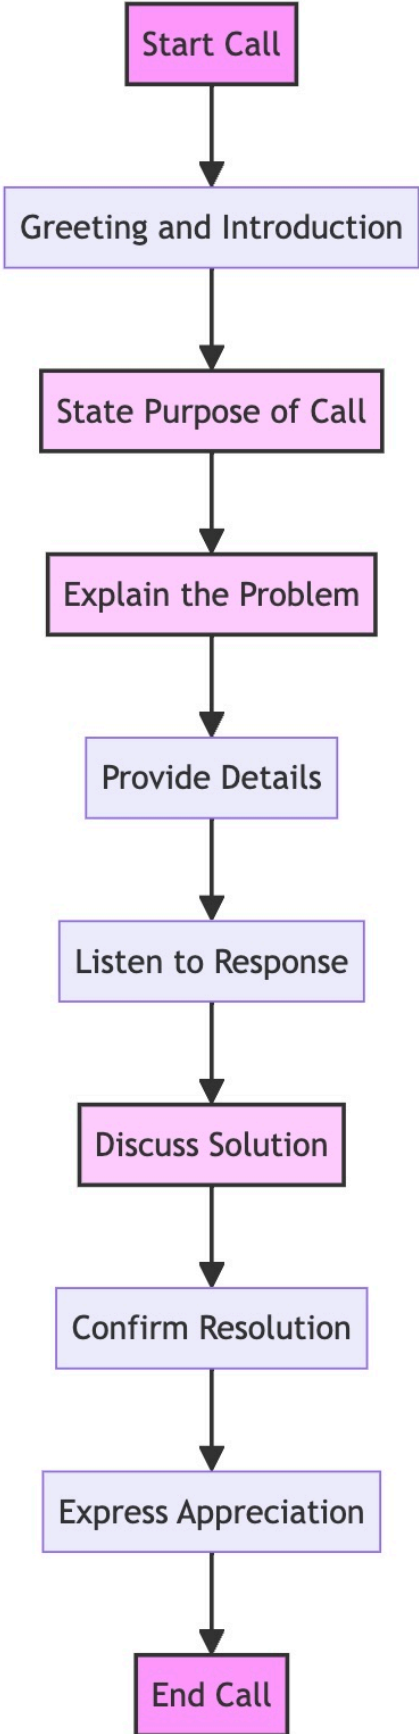 Start Call
Greeting and Introduction
State Purpose of Call
Explain the Problem
Provide Details
Listen to Response
Discuss Solution
Confirm Resolution
Express Appreciation
End Call